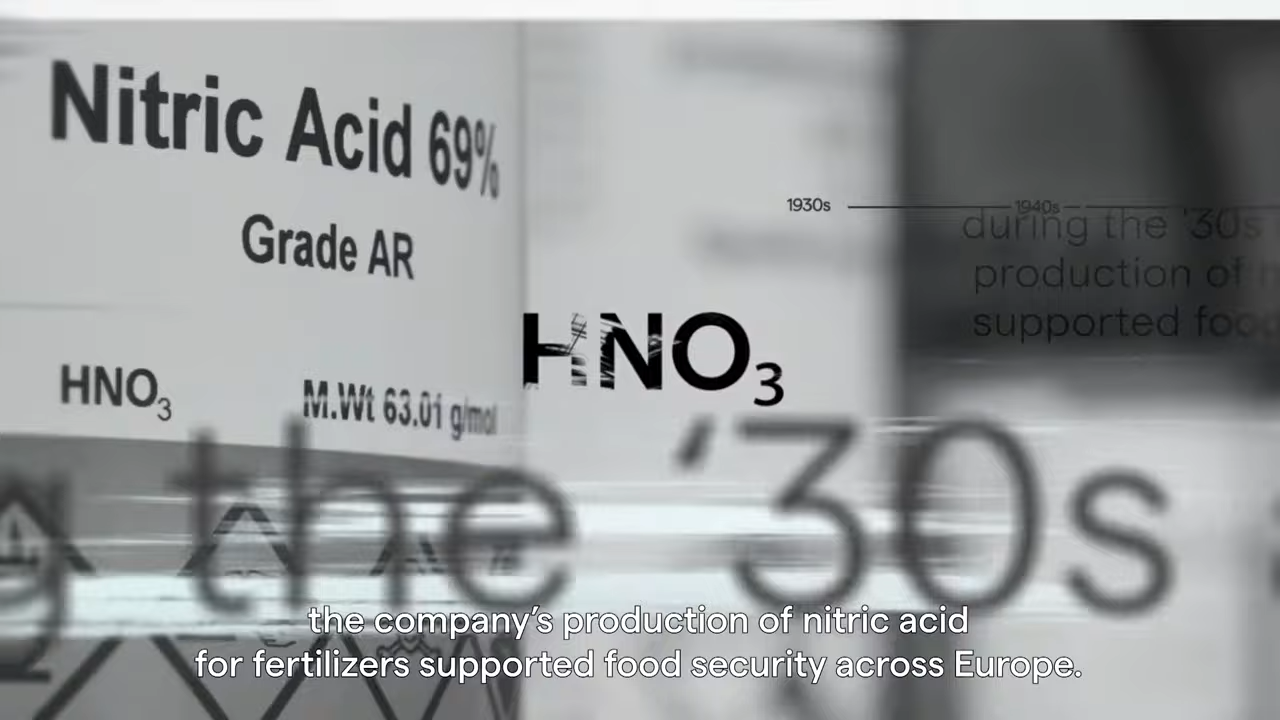 Nitric Acid 69%
Grade AR
HNO₃
M.Wt 63.01 g/mol
1930s
1940s
during the '30s
production of
supported food
HNO₃
the '30s
the company's production of nitric acid
for fertilizers supported food security across Europe.